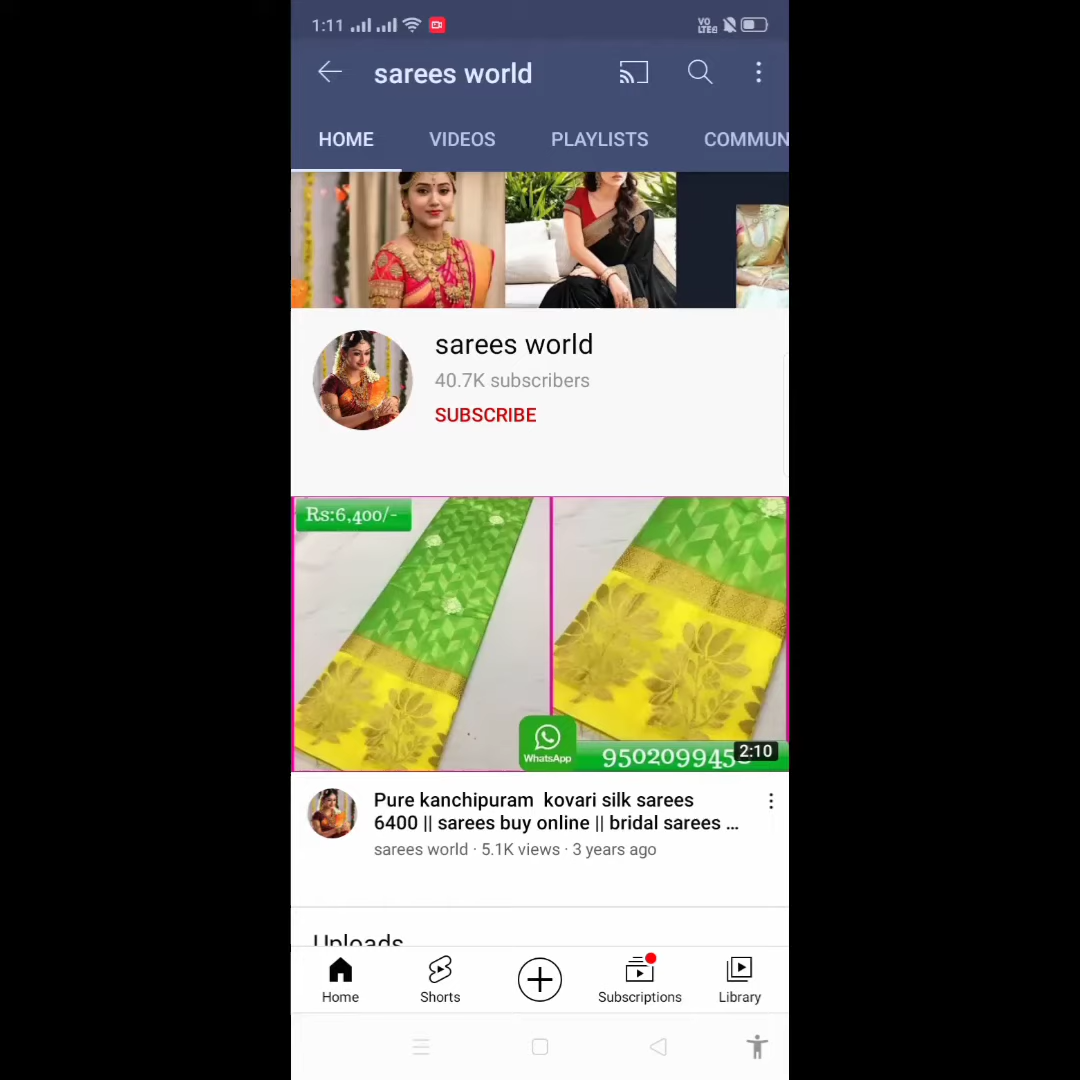 1:11
VO
LTE
sarees world
HOME VIDEOS PLAYLISTS COMMUN
sarees world
40.7K subscribers
SUBSCRIBE
Rs:6,400/-
WhatsApp
2:10
Pure kanchipuram kovari silk sarees
6400 || sarees buy online || bridal sarees ...
sarees world · 5.1K views · 3 years ago
Uploads
Home Shorts Subscriptions Library